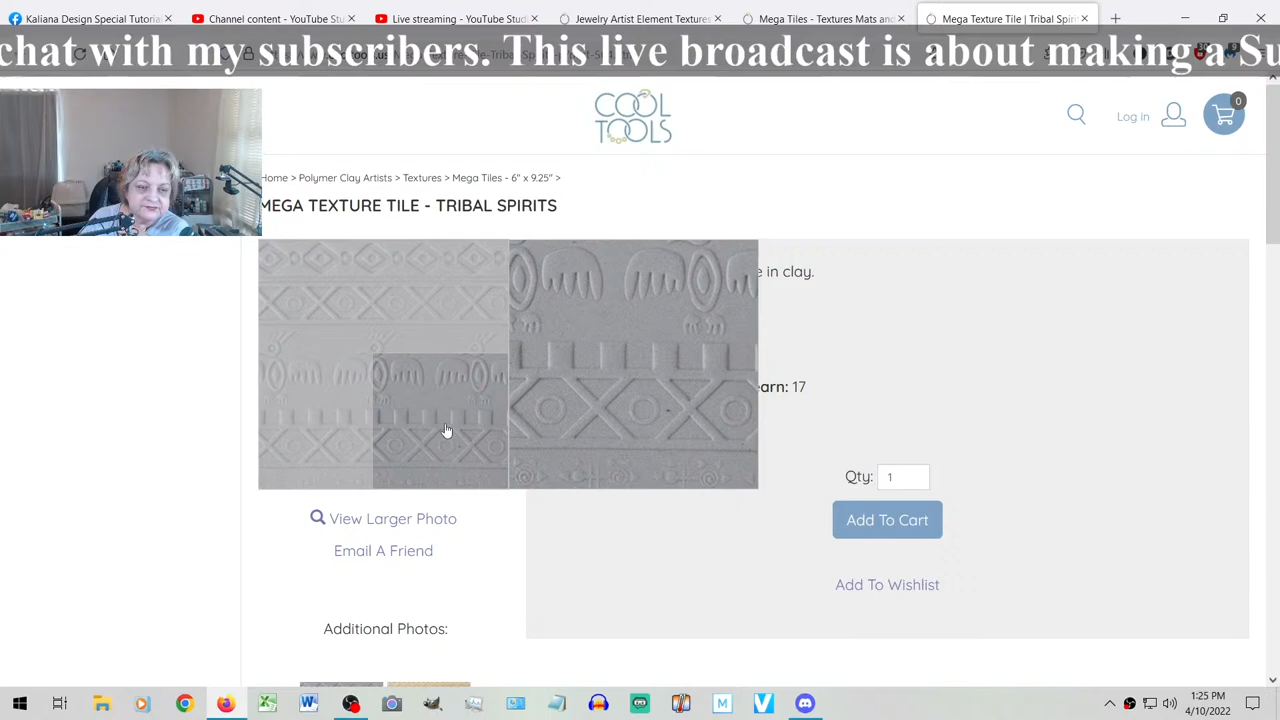 Kaliana Design Special Tutoria
Channel content - YouTube Stu
Live streaming - YouTube Stud
Jewelry Artist Element Textures
Mega Tiles - Textures Mats and
Mega Texture Tile | Tribal Spiri
chat with my subscribers. This live broadcast is about making a Su
COOL
TOOLS
Log in
0
Home > Polymer Clay Artists > Textures > Mega Tiles - 6" x 9.25" >
MEGA TEXTURE TILE - TRIBAL SPIRITS
e in clay.
earn: 17
Qty: 1
Add To Cart
View Larger Photo
Email A Friend
Add To Wishlist
Additional Photos:
1:25 PM
4/10/2022